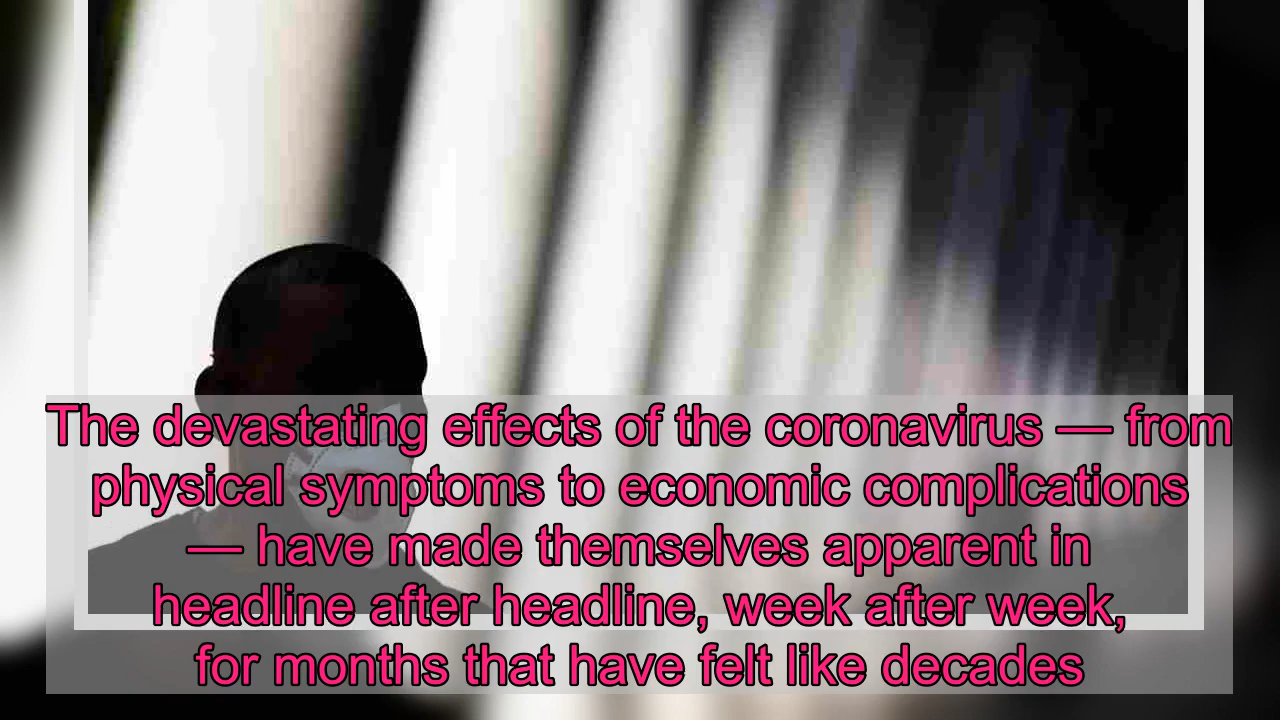 The devastating effects of the coronavirus — from
physical symptoms to economic complications
— have made themselves apparent in
headline after headline, week after week,
for months that have felt like decades